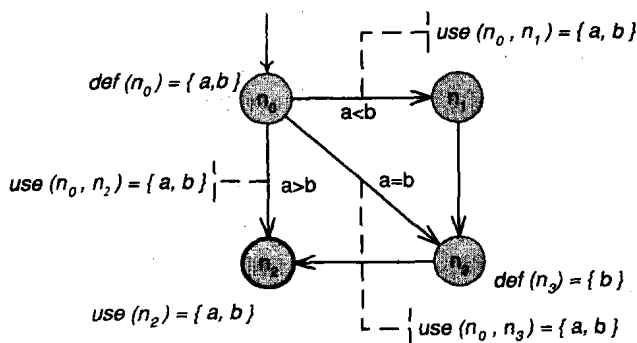 use (n0 , n1) = { a, b }
def (n0) = { a,b }
n0
n1
a<b
use (n0 , n2) = { a, b }
a>b
a=b
n2
n3
def (n3) = { b }
use (n2) = { a, b }
use (n0 , n3) = { a, b }